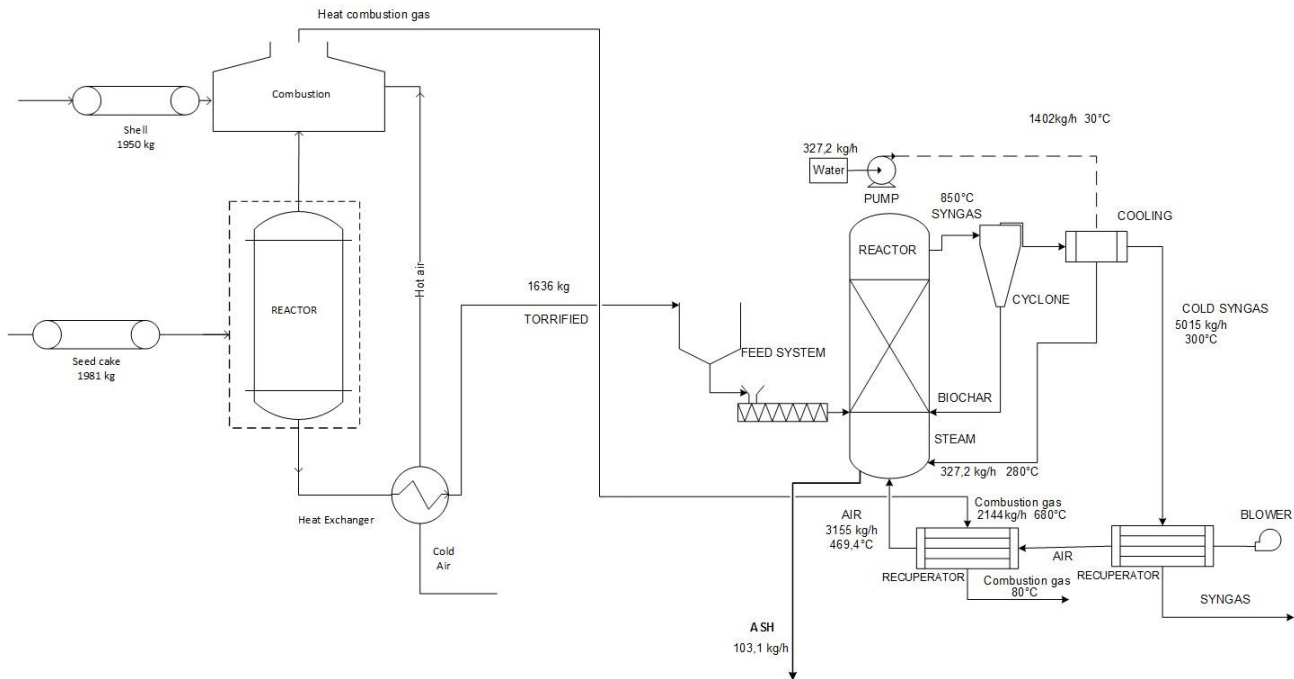 Heat combustion gas
Combustion
Shell
1950 kg
Hot air
REACTOR
Seed cake
1981 kg
Heat Exchanger
Cold
Air
1636 kg
TORRIFIED
FEED SYSTEM
1402kg/h 30°C
327,2 kg/h
Water
PUMP
850°C
SYNGAS
COOLING
REACTOR
CYCLONE
COLD SYNGAS
5015 kg/h
300°C
BIOCHAR
STEAM
327,2 kg/h 280°C
AIR
3155 kg/h
469,4°C
Combustion gas
2144kg/h 680°C
BLOWER
AIR
RECUPERATOR
RECUPERATOR
Combustion gas
80°C
SYNGAS
ASH
103,1 kg/h